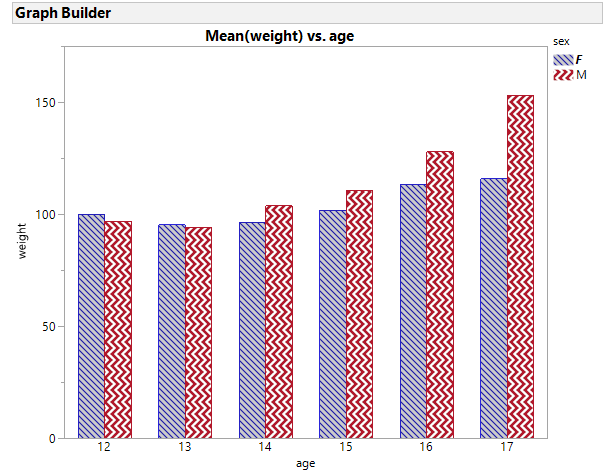 Graph Builder
Mean(weight) vs. age
sex
F
M
150
100
50
0
weight
12 13 14 15 16 17
age